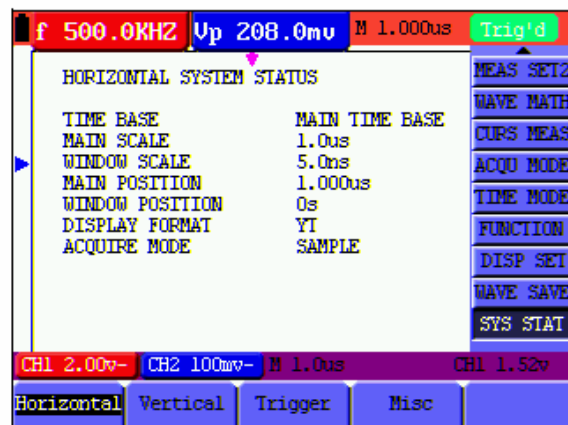 f 500.0KHZ Vp 208.0mv M 1.000us Trig'd
HORIZONTAL SYSTEM STATUS
TIME BASE MAIN TIME BASE
MAIN SCALE 1.0us
WINDOW SCALE 5.0ns
MAIN POSITION 1.000us
WINDOW POSITION 0s
DISPLAY FORMAT YT
ACQUIRE MODE SAMPLE
MEAS SET2
WAVE MATH
CURS MEAS
ACQU MODE
TIME MODE
FUNCTION
DISP SET
WAVE SAVE
SYS STAT
CH1 2.00v- CH2 100mv- M 1.0us CH1 1.52v
Horizontal Vertical Trigger Misc